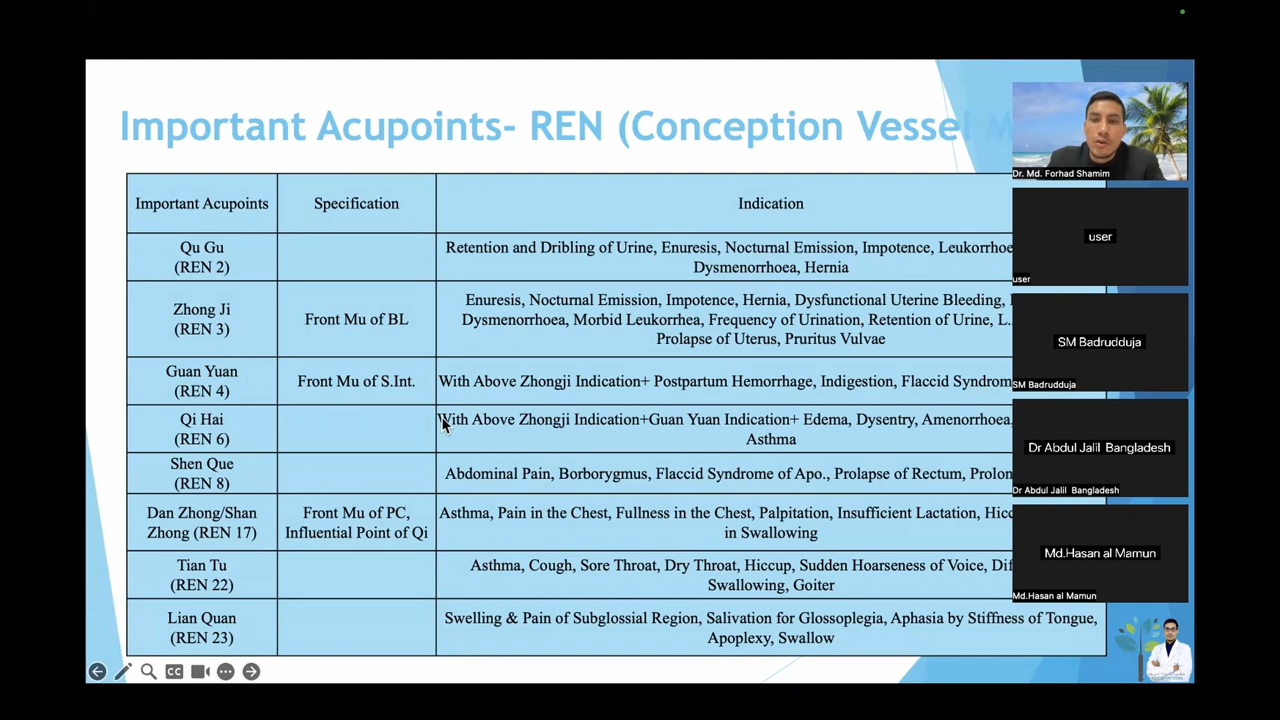 Important Acupoints- REN (Conception Vessel
Important Acupoints
Specification
Indication
Qu Gu
(REN 2)
Retention and Dribling of Urine, Enuresis, Nocturnal Emission, Impotence, Leukorrhoe
Dysmenorrhoea, Hernia
Zhong Ji
(REN 3)
Front Mu of BL
Enuresis, Nocturnal Emission, Impotence, Hernia, Dysfunctional Uterine Bleeding,
Dysmenorrhoea, Morbid Leukorrhea, Frequency of Urination, Retention of Urine, L..
Prolapse of Uterus, Pruritus Vulvae
Guan Yuan
(REN 4)
Front Mu of S.Int.
With Above Zhongji Indication+ Postpartum Hemorrhage, Indigestion, Flaccid Syndrom
Qi Hai
(REN 6)
With Above Zhongji Indication+Guan Yuan Indication+ Edema, Dysentry, Amenorrhoea,
Asthma
Shen Que
(REN 8)
Abdominal Pain, Borborygmus, Flaccid Syndrome of Apo., Prolapse of Rectum, Prolon
Dan Zhong/Shan
Zhong (REN 17)
Front Mu of PC,
Influential Point of Qi
Asthma, Pain in the Chest, Fullness in the Chest, Palpitation, Insufficient Lactation, Hicc
in Swallowing
Tian Tu
(REN 22)
Asthma, Cough, Sore Throat, Dry Throat, Hiccup, Sudden Hoarseness of Voice, Dif
Swallowing, Goiter
Lian Quan
(REN 23)
Swelling & Pain of Subglossial Region, Salivation for Glossoplegia, Aphasia by Stiffness of Tongue,
Apoplexy, Swallow
Dr. Md. Forhad Shamim
user
user
SM Badrudduja
SM Badrudduja
Dr Abdul Jalil Bangladesh
Dr Abdul Jalil Bangladesh
Md.Hasan al Mamun
Md.Hasan al Mamun
CC